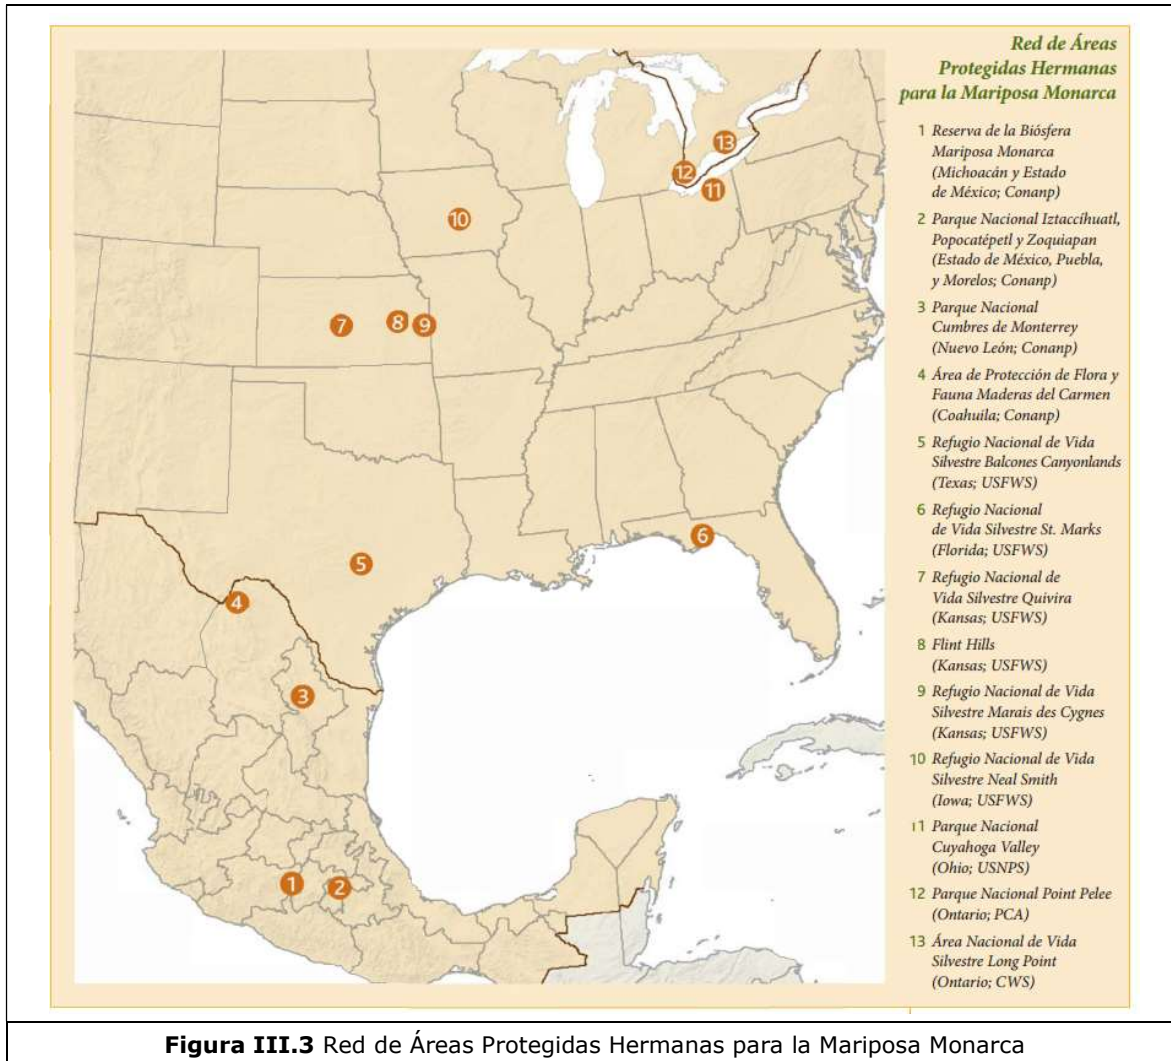 Red de Áreas
Protegidas Hermanas
para la Mariposa Monarca
1 Reserva de la Biósfera
Mariposa Monarca
(Michoacán y Estado
de México; Conanp)
2 Parque Nacional Iztaccíhuatl,
Popocatépetl y Zoquiapan
(Estado de México, Puebla,
y Morelos; Conanp)
3 Parque Nacional
Cumbres de Monterrey
(Nuevo León; Conanp)
4 Área de Protección de Flora y
Fauna Maderas del Carmen
(Coahuila; Conanp)
5 Refugio Nacional de Vida
Silvestre Balcones Canyonlands
(Texas; USFWS)
6 Refugio Nacional
de Vida Silvestre St. Marks
(Florida; USFWS)
7 Refugio Nacional de
Vida Silvestre Quivira
(Kansas; USFWS)
8 Flint Hills
(Kansas; USFWS)
9 Refugio Nacional de Vida
Silvestre Marais des Cygnes
(Kansas; USFWS)
10 Refugio Nacional de Vida
Silvestre Neal Smith
(Iowa; USFWS)
11 Parque Nacional
Cuyahoga Valley
(Ohio; USNPS)
12 Parque Nacional Point Pelee
(Ontario; PCA)
13 Área Nacional de Vida
Silvestre Long Point
(Ontario; CWS)
13
12
11
10
7 8 9
6
5
4
3
1 2
Figura III.3 Red de Áreas Protegidas Hermanas para la Mariposa Monarca